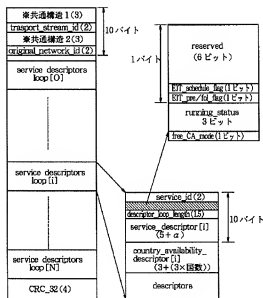 ※共通構造1(3)
trasport_stream_id(2)
※共通構造2(3)
original_network_id(2)
10バイト
service descriptors
loop[0]
service descriptors
loop[i]
service descriptors
loop[N]
CRC_32(4)
1バイト
reserved
(6ビット)
EIT_schedule_flag(1ビット)
EIT_pre/fol_flag(1ビット)
running_status
3ビット
free_CA_mode(1ビット)
service_id(2)
descriptor_loop_length(1.5)
service_descriptor[i]
(5+α)
10バイト
country_availability_
descriptor[i]
(3+(3×国数))
descriptors